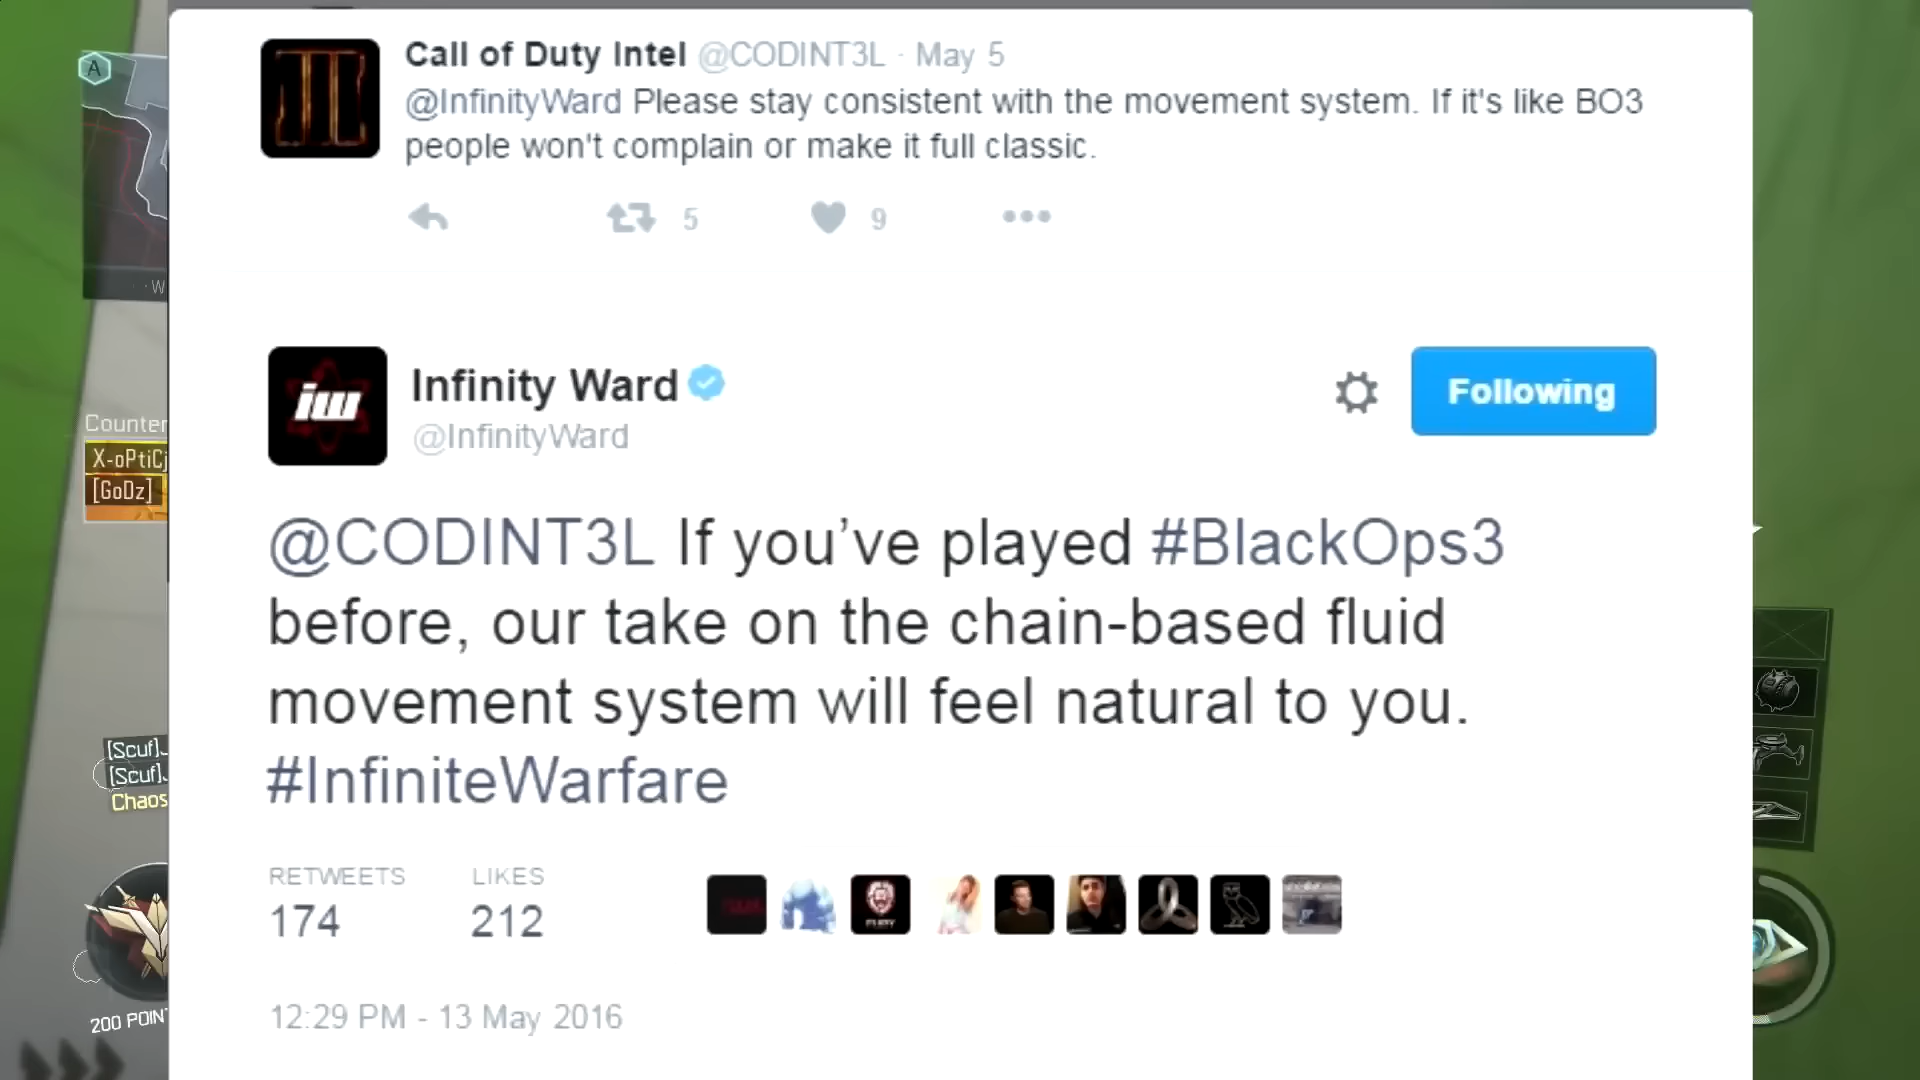 Call of Duty Intel @CODINT3L · May 5
@InfinityWard Please stay consistent with the movement system. If it's like BO3
people won't complain or make it full classic.
5 9
A
W
iw
Infinity Ward
@InfinityWard
Following
Counter
X-oPtiCj
[GoDz]
@CODINT3L If you’ve played #BlackOps3
before, our take on the chain-based fluid
movement system will feel natural to you.
#InfiniteWarfare
[Scuf].
[Scuf].
Chaos
RETWEETS LIKES
174 212
FURY
12:29 PM - 13 May 2016
200 POIN